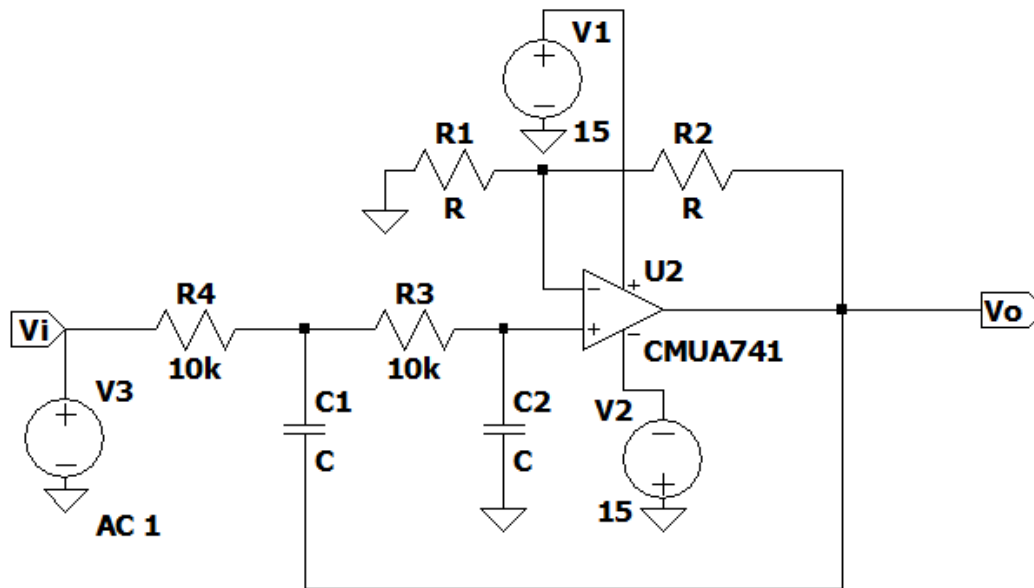 V1
+
−
15
R1
R
R2
R
U2
+
−
+
−
CMUA741
Vi
R4
10k
R3
10k
Vo
V3
+
−
AC 1
C1
C
C2
C
V2
−
+
15